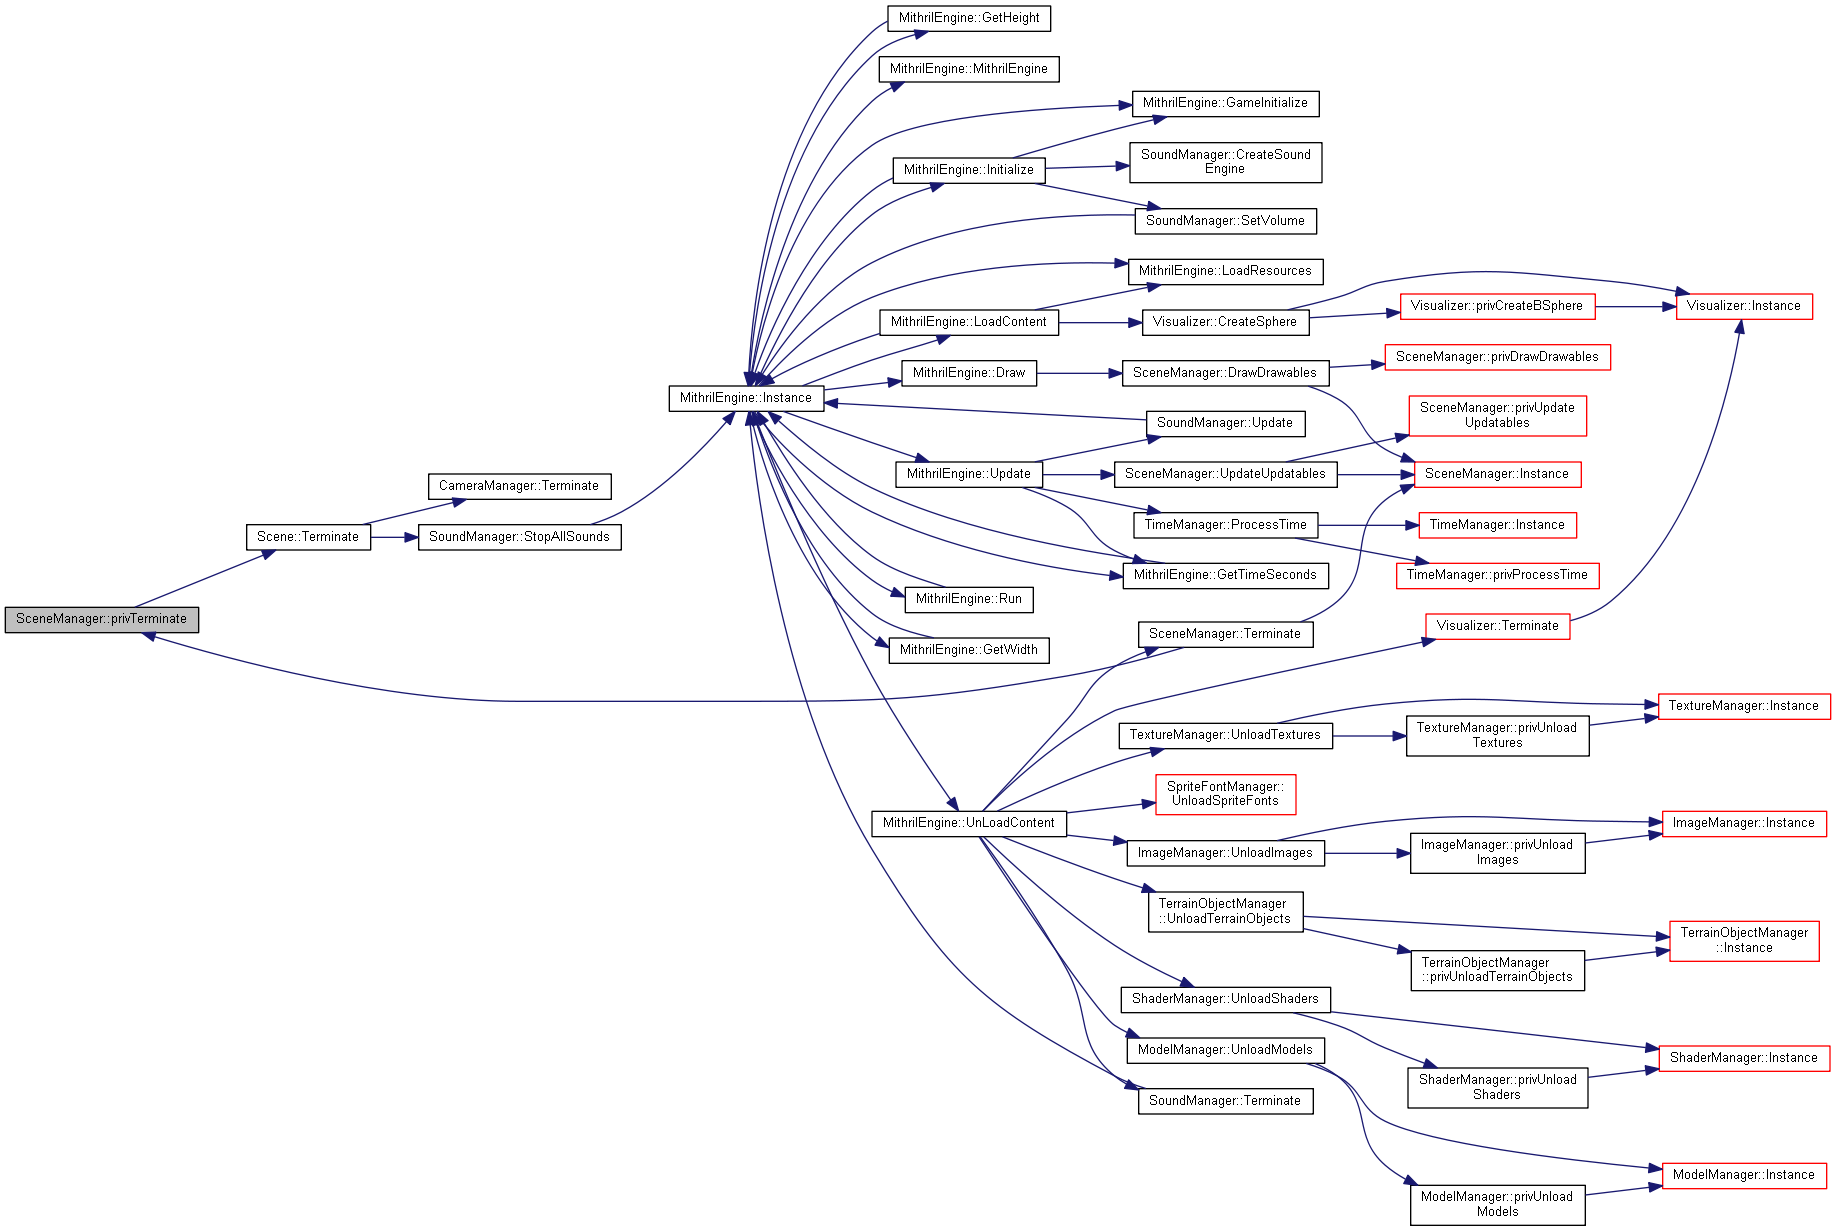 MithrilEngine::GetHeight
MithrilEngine::MithrilEngine
MithrilEngine::GameInitialize
SoundManager::CreateSound
Engine
MithrilEngine::Initialize
SoundManager::SetVolume
MithrilEngine::LoadResources
Visualizer::privCreateBSphere
Visualizer::Instance
MithrilEngine::LoadContent
Visualizer::CreateSphere
SceneManager::privDrawDrawables
MithrilEngine::Draw
SceneManager::DrawDrawables
MithrilEngine::Instance
SceneManager::privUpdate
Updatables
SoundManager::Update
MithrilEngine::Update
SceneManager::UpdateUpdatables
SceneManager::Instance
CameraManager::Terminate
TimeManager::ProcessTime
TimeManager::Instance
Scene::Terminate
SoundManager::StopAllSounds
MithrilEngine::GetTimeSeconds
TimeManager::privProcessTime
MithrilEngine::Run
SceneManager::privTerminate
SceneManager::Terminate
Visualizer::Terminate
MithrilEngine::GetWidth
TextureManager::Instance
TextureManager::UnloadTextures
TextureManager::privUnload
Textures
SpriteFontManager::
UnloadSpriteFonts
MithrilEngine::UnLoadContent
ImageManager::Instance
ImageManager::UnloadImages
ImageManager::privUnload
Images
TerrainObjectManager
::UnloadTerrainObjects
TerrainObjectManager
::Instance
TerrainObjectManager
::privUnloadTerrainObjects
ShaderManager::UnloadShaders
ModelManager::UnloadModels
ShaderManager::Instance
ShaderManager::privUnload
Shaders
SoundManager::Terminate
ModelManager::Instance
ModelManager::privUnload
Models